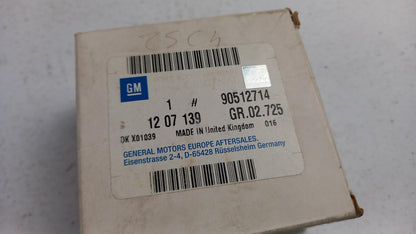 GM
1 # 90512714
12 07 139 GR.02.725
DK X01039 MADE IN United Kingdom 016
GENERAL MOTORS EUROPE AFTERSALES.
Eisenstrasse 2-4, D-65428 Rüsselsheim Germany